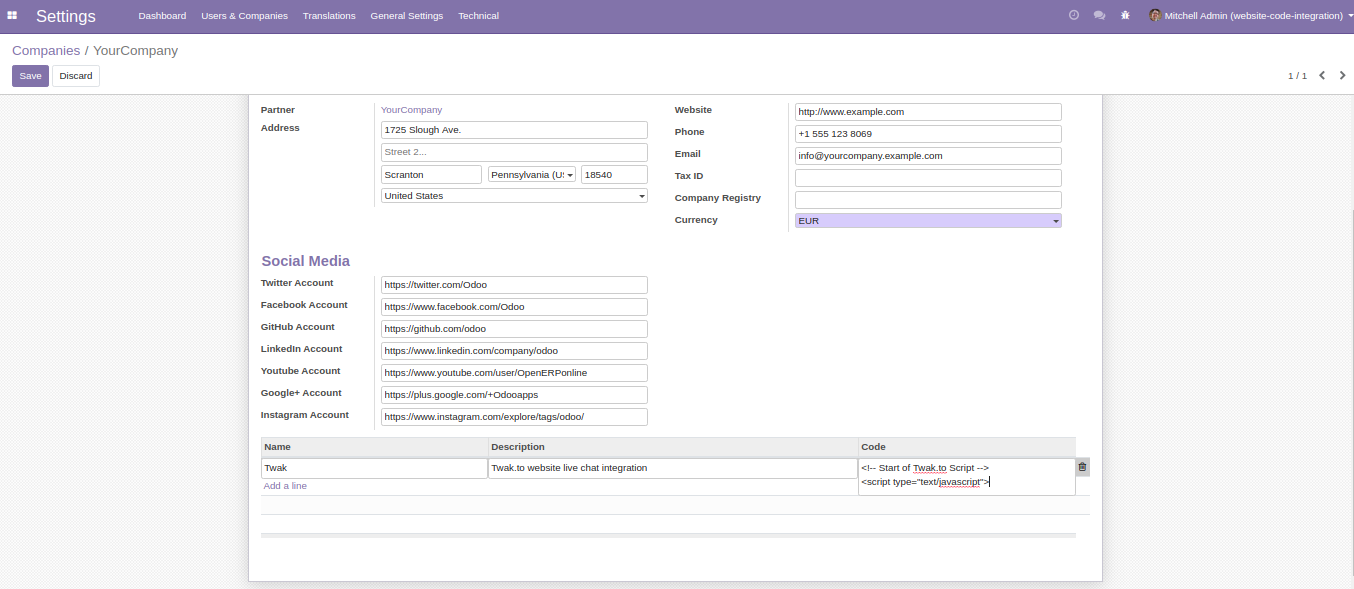 Settings Dashboard Users & Companies Translations General Settings Technical Mitchell Admin (website-code-integration)
Companies / YourCompany
Save Discard 1 / 1
Partner YourCompany
Address 1725 Slough Ave.
Street 2...
Scranton Pennsylvania (US 18540
United States
Website http://www.example.com
Phone +1 555 123 8069
Email info@yourcompany.example.com
Tax ID
Company Registry
Currency EUR
Social Media
Twitter Account https://twitter.com/Odoo
Facebook Account https://www.facebook.com/Odoo
GitHub Account https://github.com/odoo
LinkedIn Account https://www.linkedin.com/company/odoo
Youtube Account https://www.youtube.com/user/OpenERPonline
Google+ Account https://plus.google.com/+Odooapps
Instagram Account https://www.instagram.com/explore/tags/odoo/
Name Description Code
Twak Twak.to website live chat integration <!-- Start of Twak.to Script -->
<script type="text/javascript">
Add a line